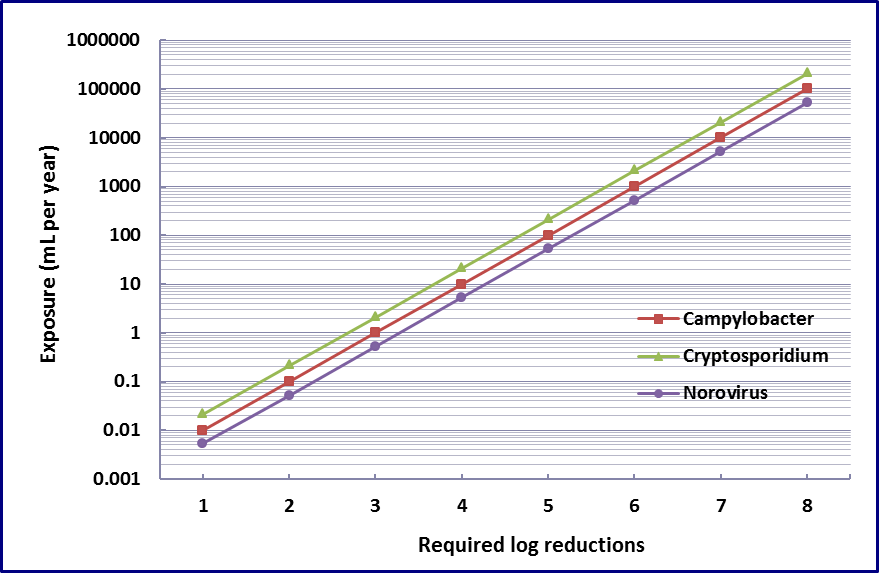 1000000
100000
10000
1000
100
10
1
0.1
0.01
0.001
Exposure (mL per year)
Campylobacter
Cryptosporidium
Norovirus
1 2 3 4 5 6 7 8
Required log reductions